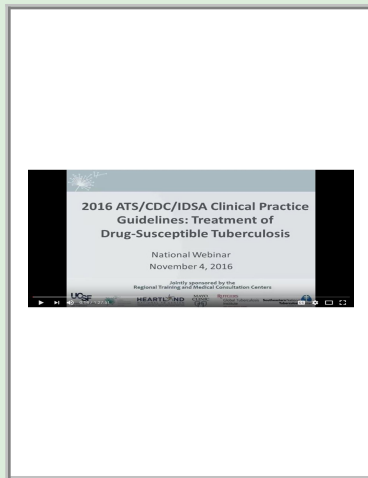 2016 ATS/CDC/IDSA Clinical Practice
Guidelines: Treatment of
Drug-Susceptible Tuberculosis
National Webinar
November 4, 2016
Jointly sponsored by the
Regional Training and Medical Consultation Centers
UCSF
HEARTLAND